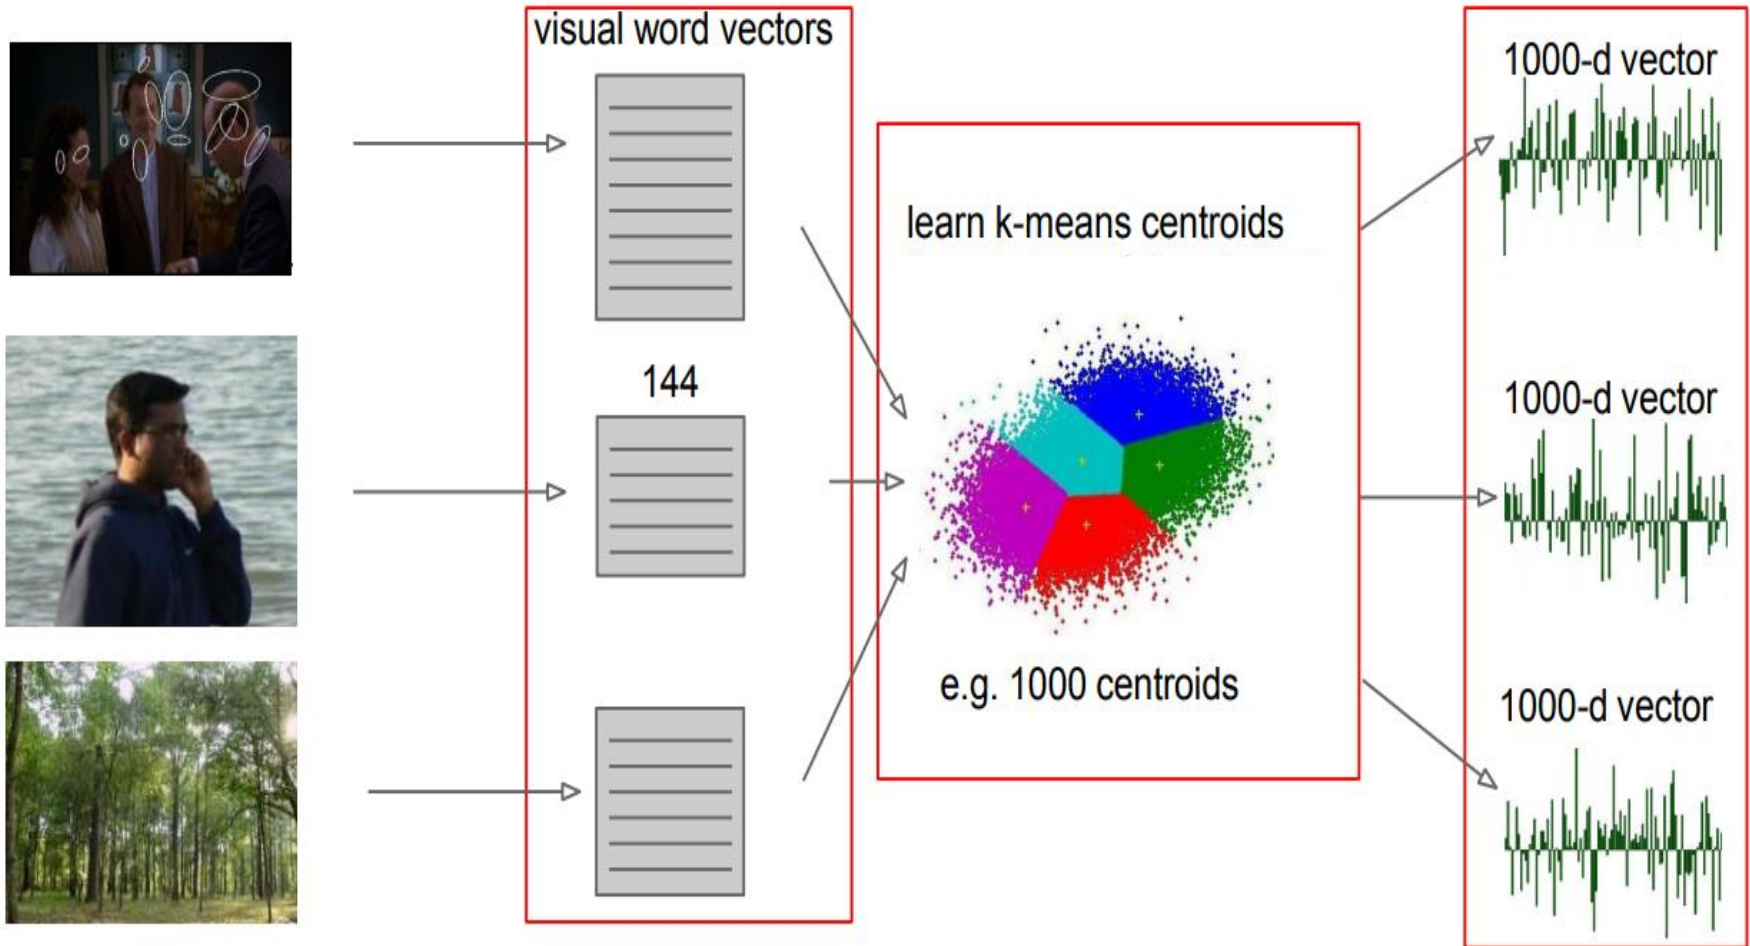 visual word vectors
144
learn k-means centroids
e.g. 1000 centroids
1000-d vector
1000-d vector
1000-d vector